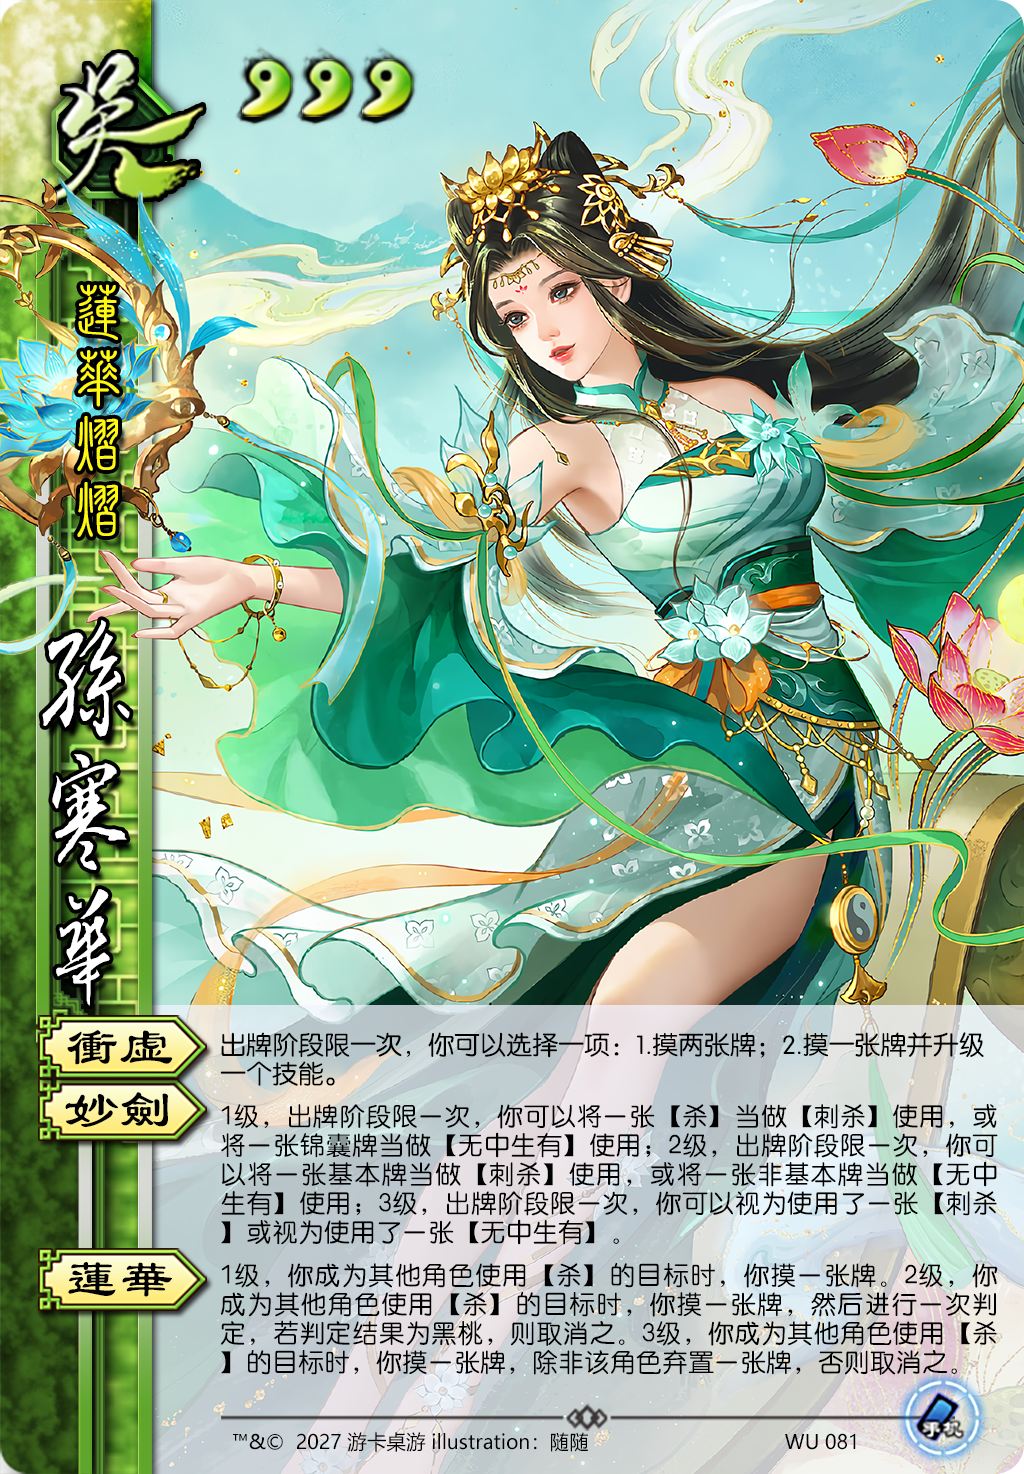 吴
蓮華熠熠
孫寒華
衝虚
出牌阶段限一次，你可以选择一项：1.摸两张牌；2.摸一张牌并升级
一个技能。
妙劍
1级，出牌阶段限一次，你可以将一张【杀】当做【刺杀】使用，或
将一张锦囊牌当做【无中生有】使用；2级，出牌阶段限一次，你可
以将一张基本牌当做【刺杀】使用，或将一张非基本牌当做【无中
生有】使用；3级，出牌阶段限一次，你可以视为使用了一张【刺杀
】或视为使用了一张【无中生有】。
蓮華
1级，你成为其他角色使用【杀】的目标时，你摸一张牌。2级，你
成为其他角色使用【杀】的目标时，你摸一张牌，然后进行一次判
定，若判定结果为黑桃，则取消之。3级，你成为其他角色使用【杀
】的目标时，你摸一张牌，除非该角色弃置一张牌，否则取消之。
™&© 2027 游卡桌游 illustration：随随
WU 081
手机